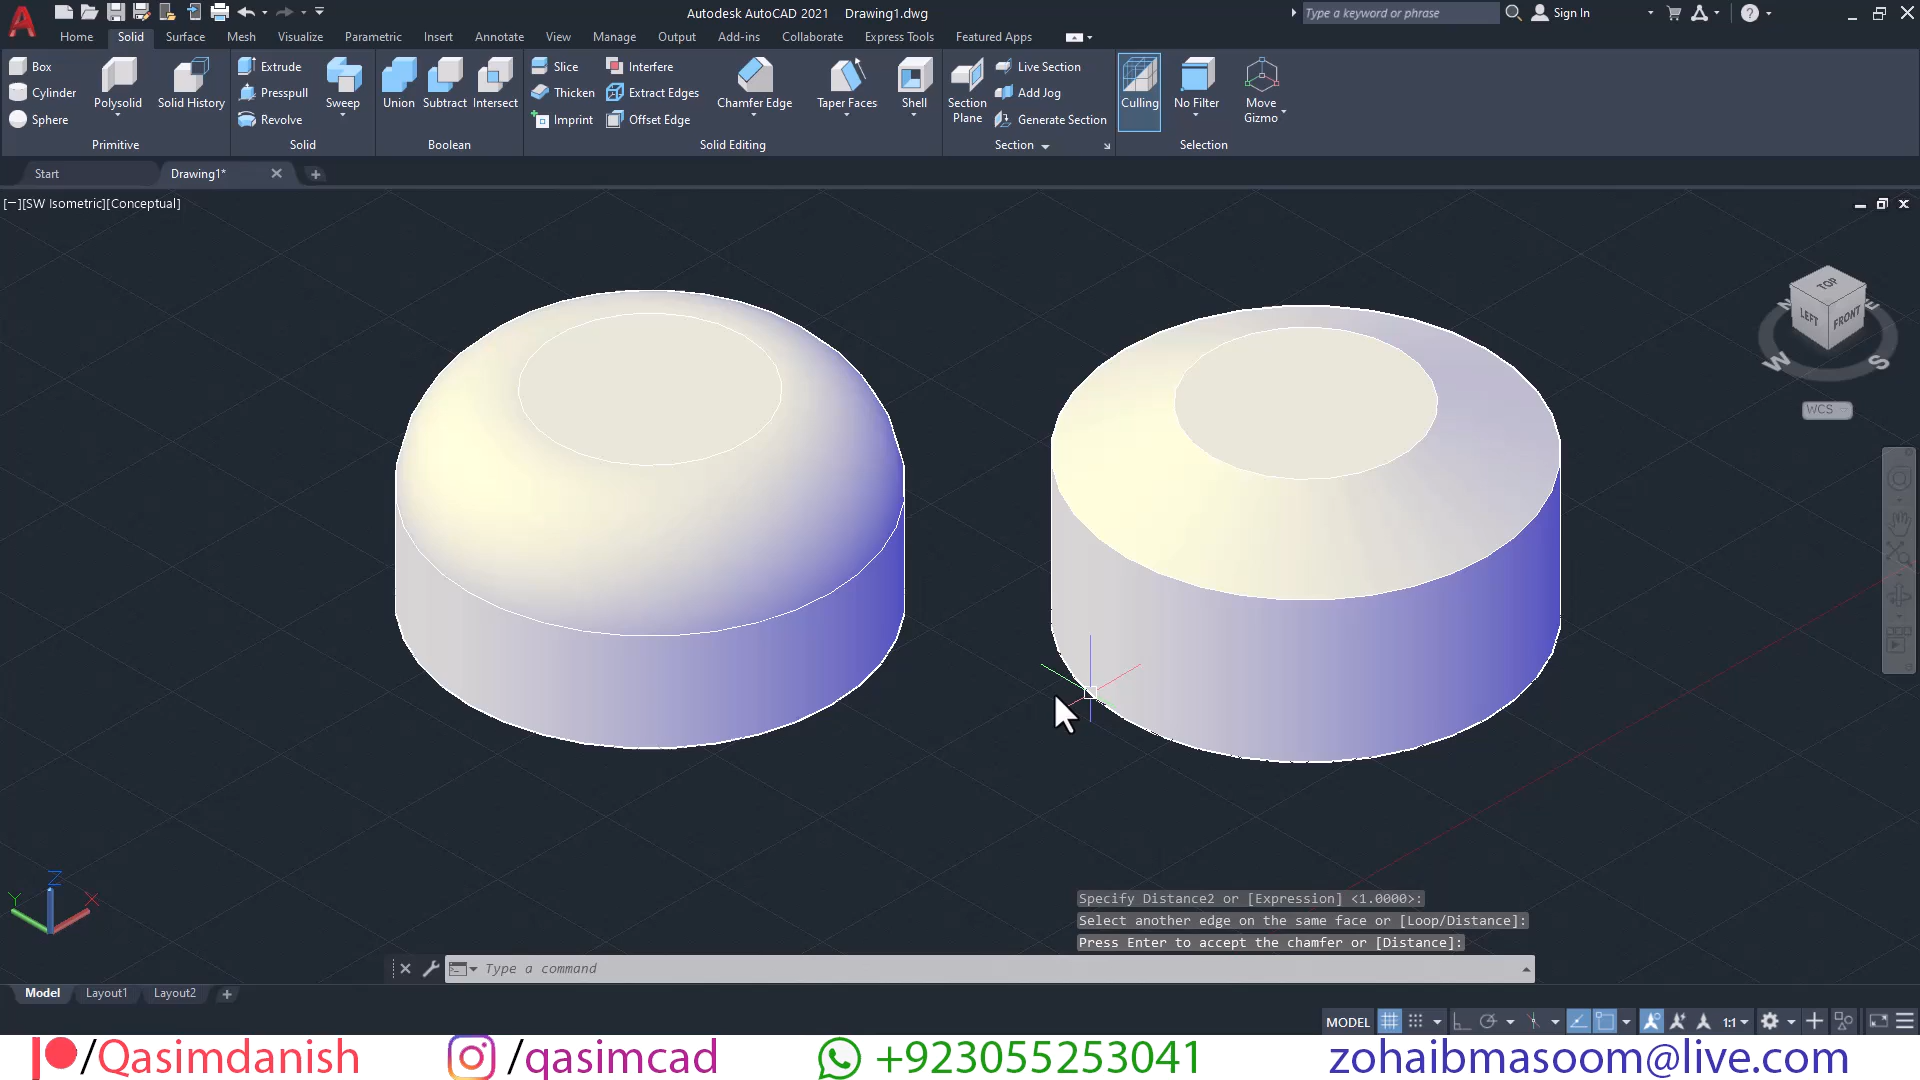 Autodesk AutoCAD 2021 Drawing1.dwg
Type a keyword or phrase
Sign In
Home Solid Surface Mesh Visualize Parametric Insert Annotate View Manage Output Add-ins Collaborate Express Tools Featured Apps
Box
Cylinder
Sphere
Polysolid
Solid History
Primitive
Extrude
Presspull
Revolve
Sweep
Solid
Union
Subtract
Intersect
Boolean
Slice
Thicken
Imprint
Interfere
Extract Edges
Offset Edge
Chamfer Edge
Taper Faces
Shell
Solid Editing
Section
Plane
Live Section
Add Jog
Generate Section
Section
Culling
No Filter
Move
Gizmo
Selection
Start
Drawing1*
[−][SW Isometric][Conceptual]
TOP
LEFT
FRONT
N
E
W
S
WCS
Z
Y
X
Specify Distance2 or [Expression] <1.0000>:
Select another edge on the same face or [Loop/Distance]:
Press Enter to accept the chamfer or [Distance]:
Type a command
Model Layout1 Layout2
MODEL
1:1
/Qasimdanish
/qasimcad
+923055253041
zohaibmasoom@live.com